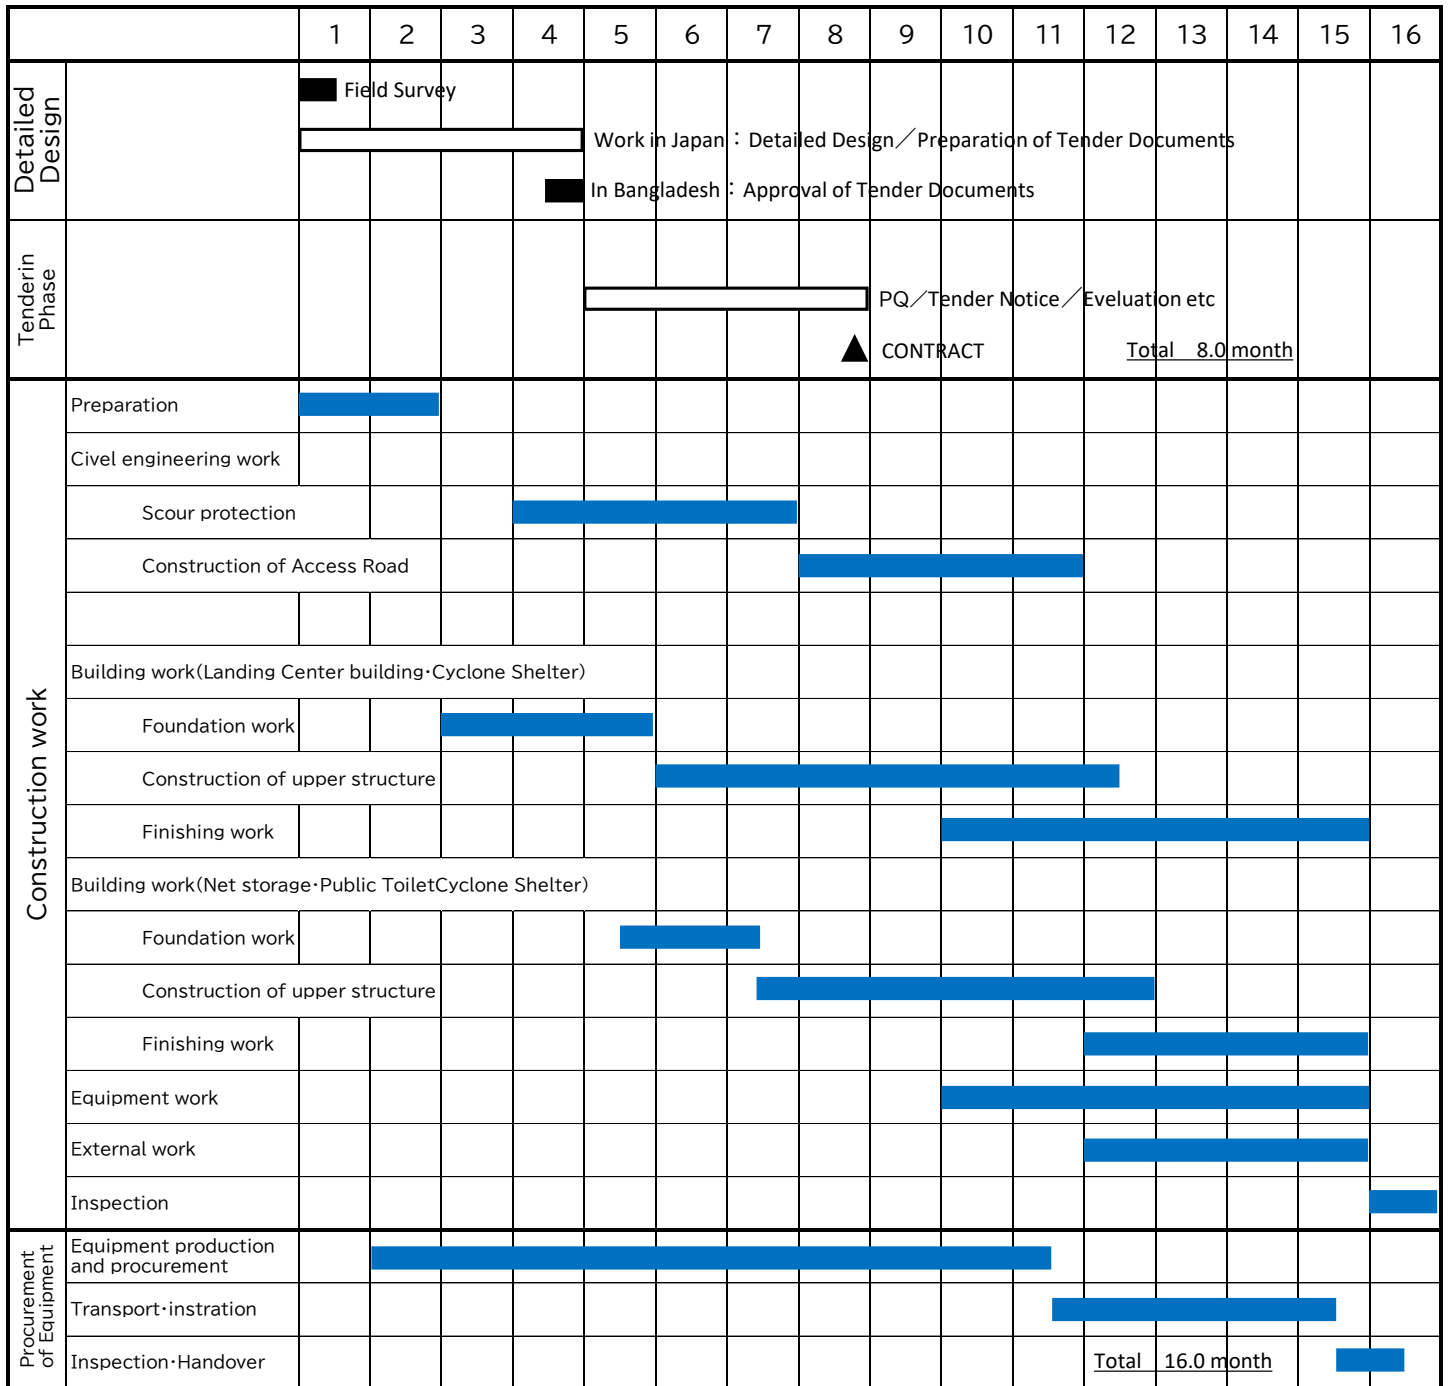 1 2 3 4 5 6 7 8 9 10 11 12 13 14 15 16
Detailed
Design
Field Survey
Work in Japan：Detailed Design／Preparation of Tender Documents
In Bangladesh：Approval of Tender Documents
Tenderin
Phase
PQ／Tender Notice／Eveluation etc
CONTRACT
Total 8.0 month
Construction work
Preparation
Civel engineering work
Scour protection
Construction of Access Road
Building work(Landing Center building･Cyclone Shelter)
Foundation work
Construction of upper structure
Finishing work
Building work(Net storage･Public ToiletCyclone Shelter)
Foundation work
Construction of upper structure
Finishing work
Equipment work
External work
Inspection
Procurement
of Equipment
Equipment production
and procurement
Transport･instration
Inspection･Handover
Total 16.0 month